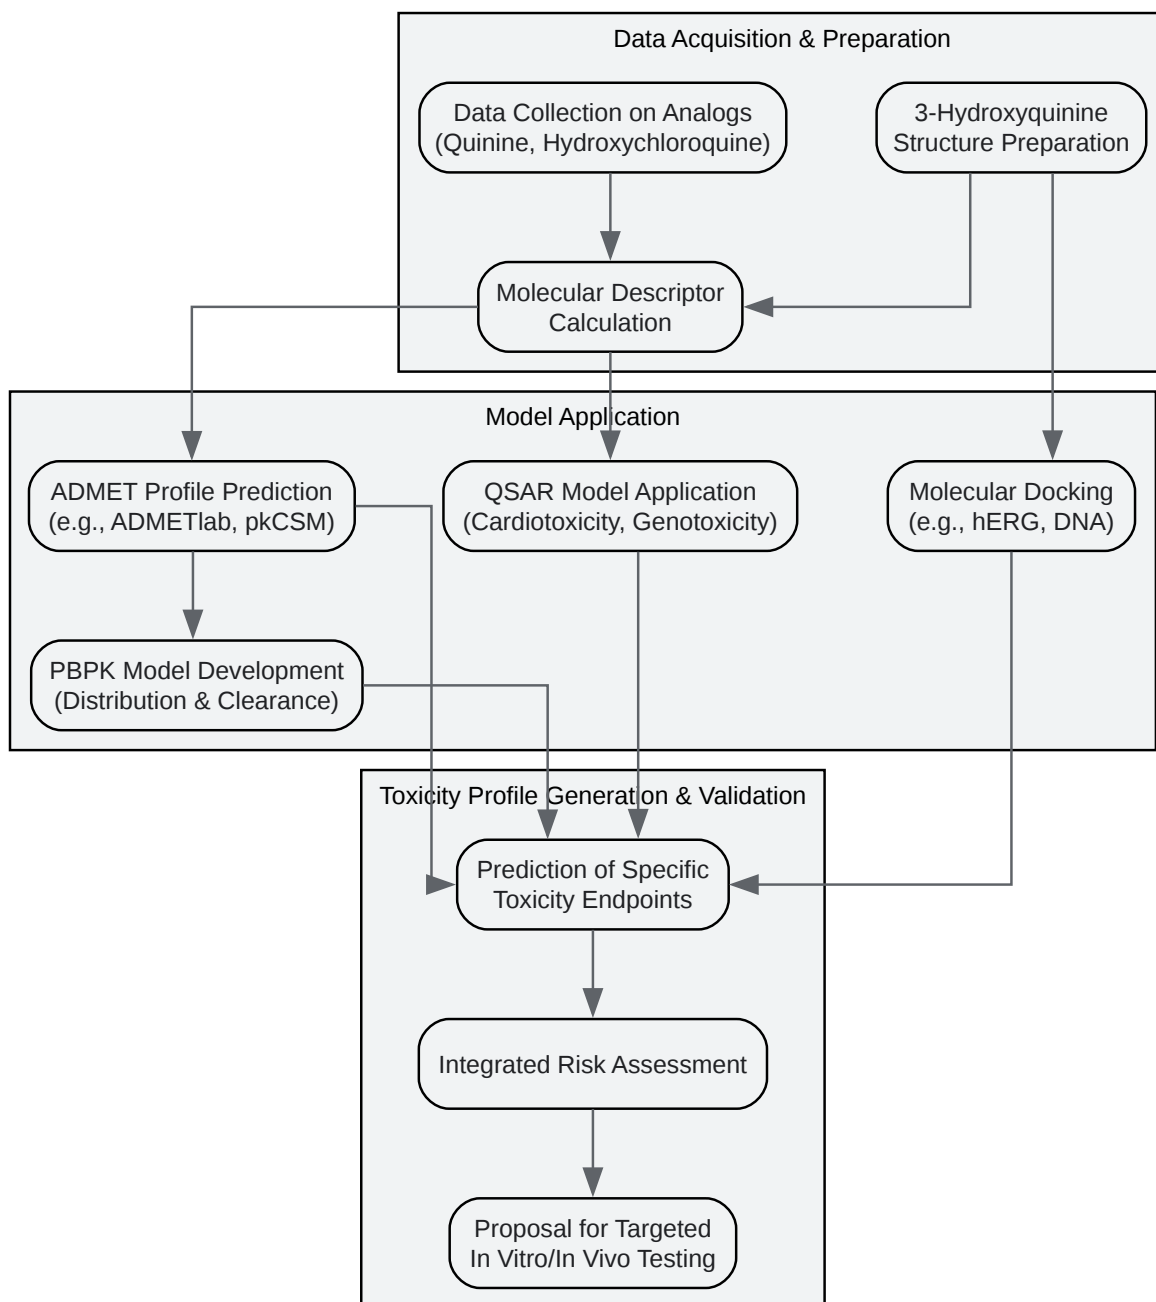 Data Acquisition & Preparation
Data Collection on Analogs
(Quinine, Hydroxychloroquine)
3-Hydroxyquinine
Structure Preparation
Molecular Descriptor
Calculation
Model Application
ADMET Profile Prediction
(e.g., ADMETlab, pkCSM)
QSAR Model Application
(Cardiotoxicity, Genotoxicity)
Molecular Docking
(e.g., hERG, DNA)
PBPK Model Development
(Distribution & Clearance)
Toxicity Profile Generation & Validation
Prediction of Specific
Toxicity Endpoints
Integrated Risk Assessment
Proposal for Targeted
In Vitro/In Vivo Testing